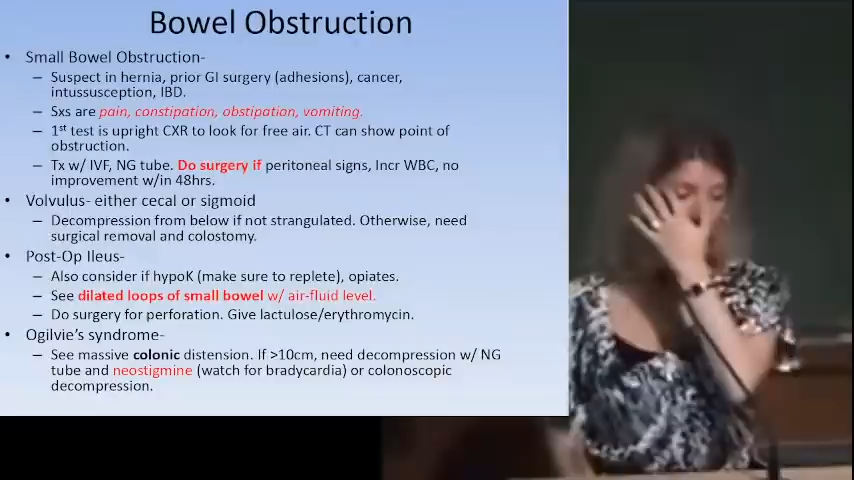 Bowel Obstruction
• Small Bowel Obstruction-
– Suspect in hernia, prior GI surgery (adhesions), cancer,
intussusception, IBD.
– Sxs are pain, constipation, obstipation, vomiting.
– 1st test is upright CXR to look for free air. CT can show point of
obstruction.
– Tx w/ IVF, NG tube. Do surgery if peritoneal signs, Incr WBC, no
improvement w/in 48hrs.
• Volvulus- either cecal or sigmoid
– Decompression from below if not strangulated. Otherwise, need
surgical removal and colostomy.
• Post-Op Ileus-
– Also consider if hypoK (make sure to replete), opiates.
– See dilated loops of small bowel w/ air-fluid level.
– Do surgery for perforation. Give lactulose/erythromycin.
• Ogilvie’s syndrome-
– See massive colonic distension. If >10cm, need decompression w/ NG
tube and neostigmine (watch for bradycardia) or colonoscopic
decompression.